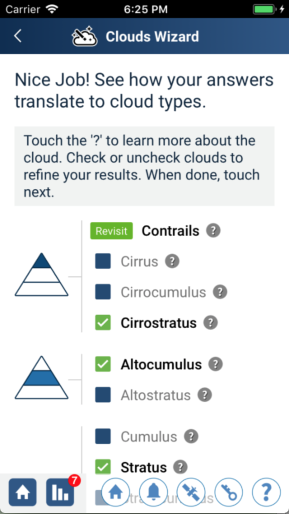 Carrier 6:25 PM
Clouds Wizard
Nice Job! See how your answers
translate to cloud types.
Touch the '?' to learn more about the
cloud. Check or uncheck clouds to
refine your results. When done, touch
next.
Revisit Contrails ?
Cirrus ?
Cirrocumulus ?
Cirrostratus ?
Altocumulus ?
Altostratus ?
Cumulus ?
Stratus ?
7
?